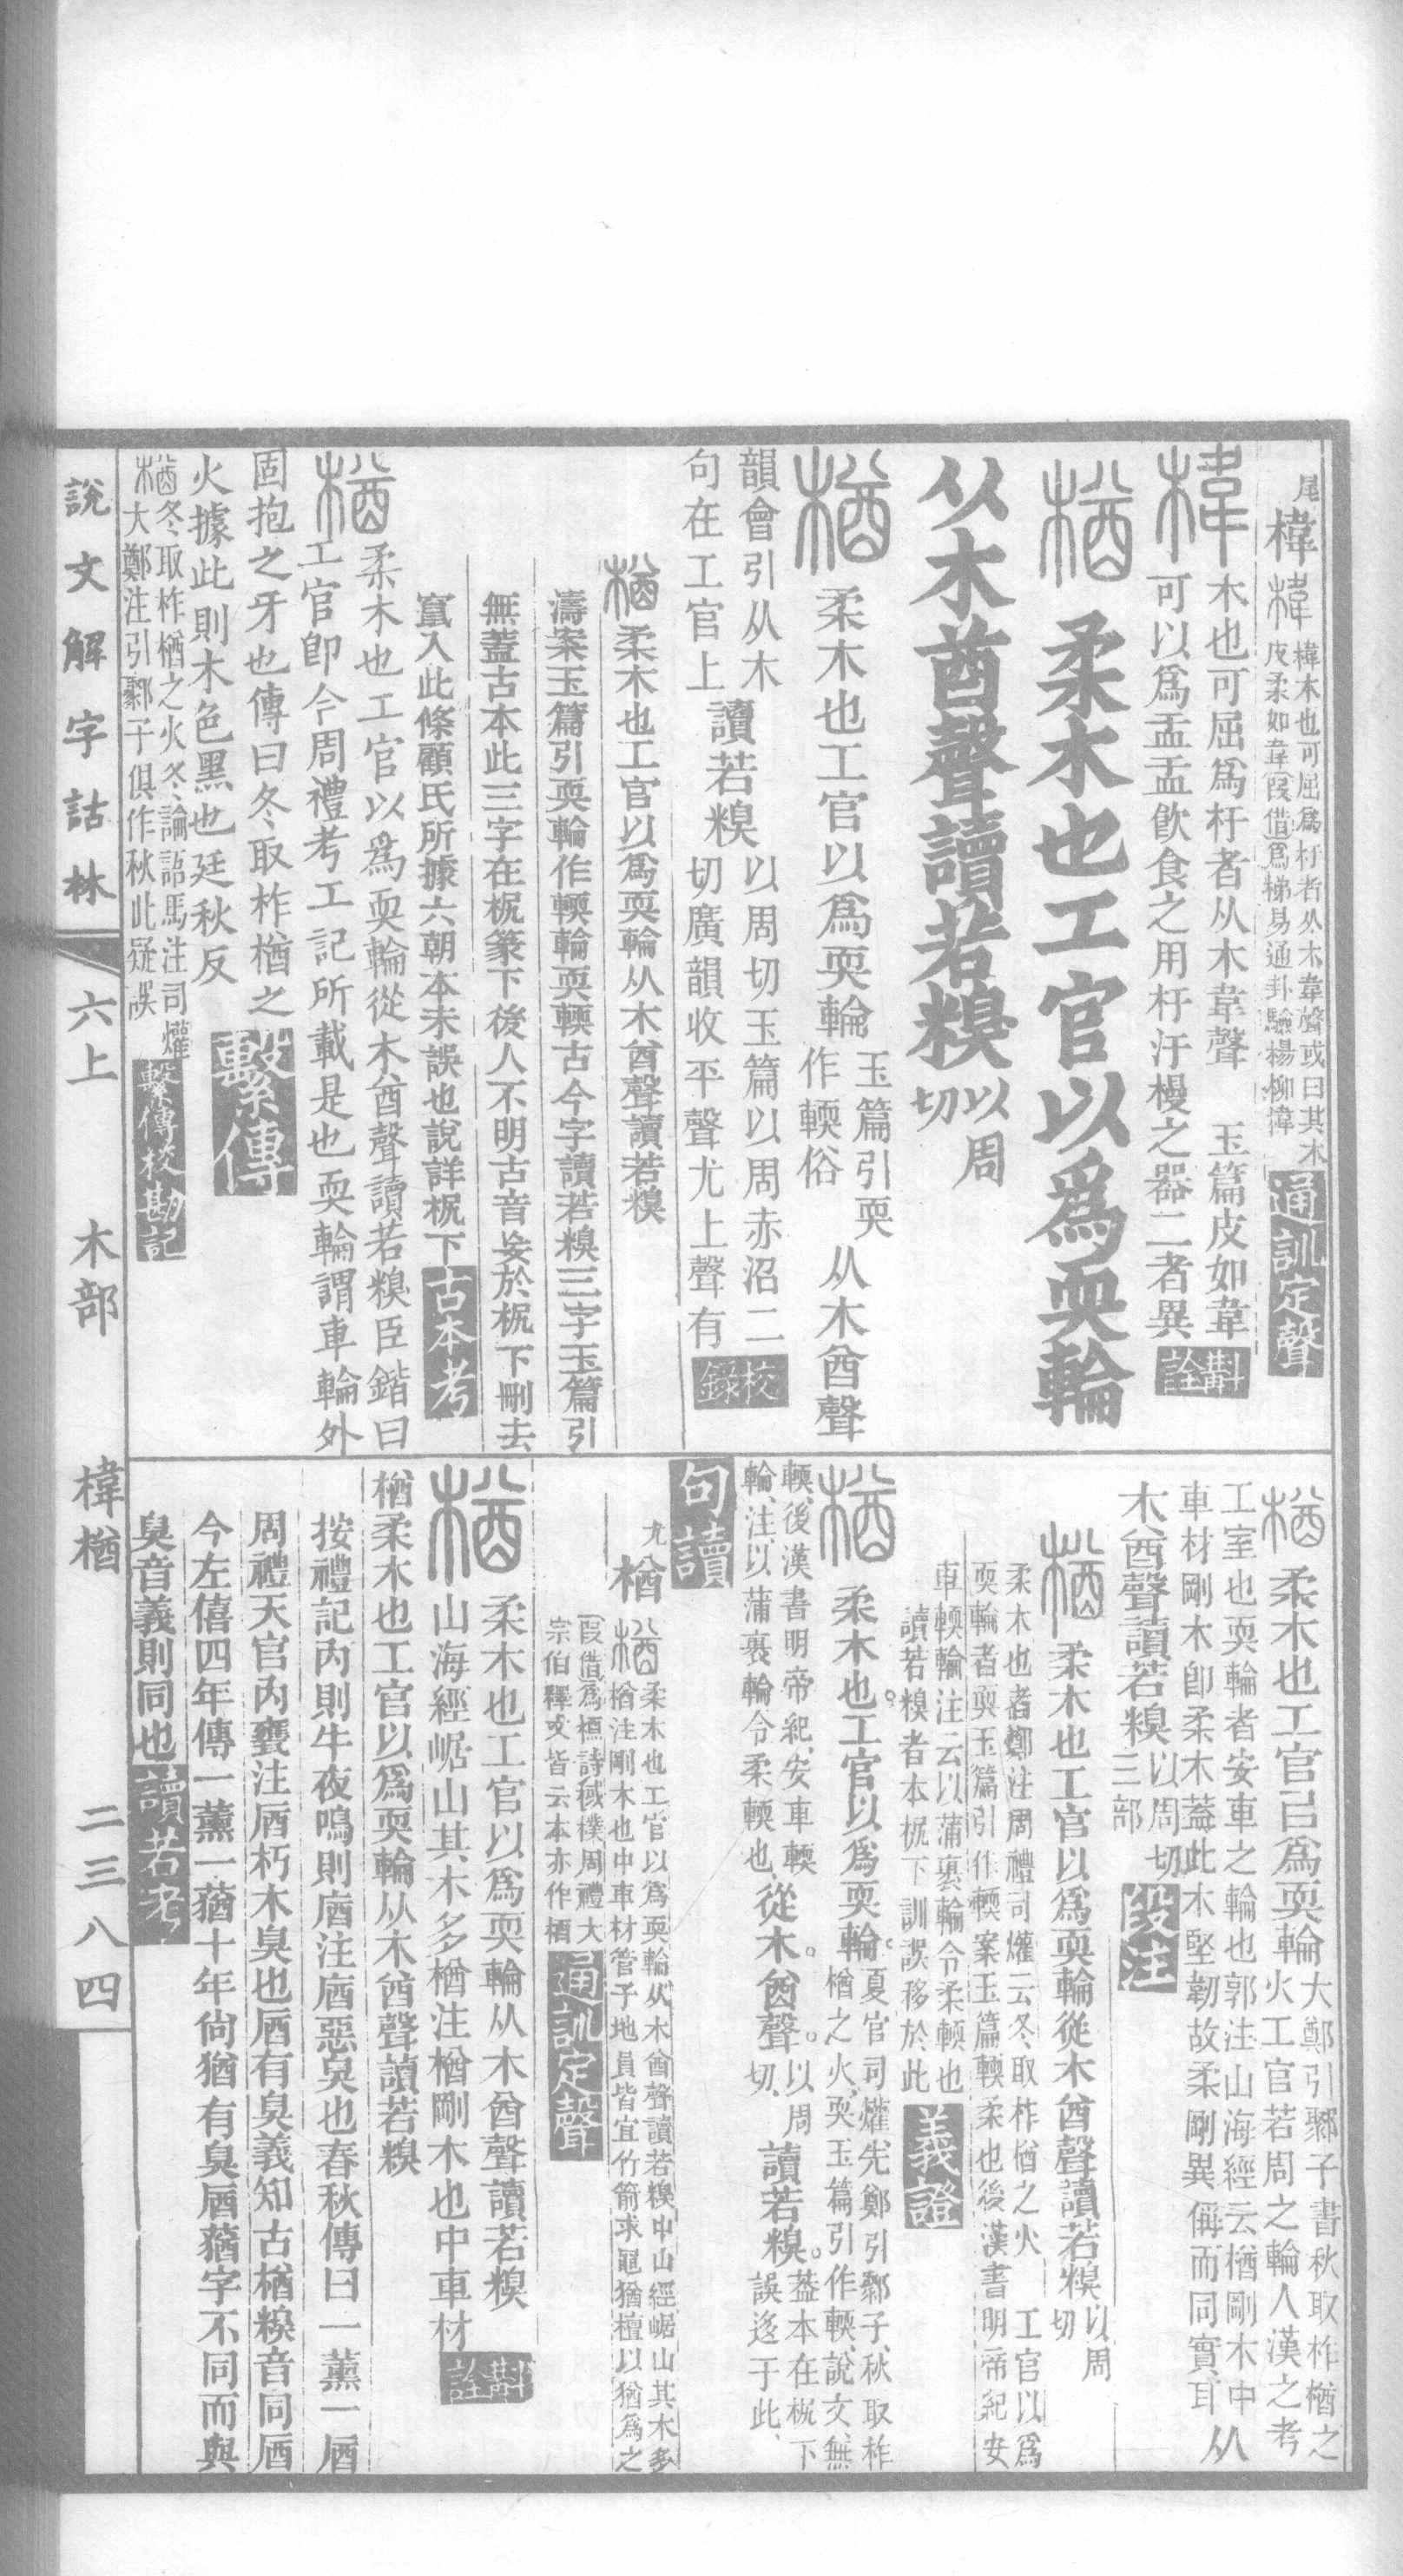 尾
楎
楎木也可屈爲杅者从木韋聲或曰其木
皮柔如韋叚借爲梯易通卦驗楊柳楎
通訓定聲
木也可屈爲杅者从木韋聲　玉篇皮如韋
可以爲盂盂飮食之用杅汙槾之器二者異
斠詮
楢 柔木也工官以爲耎輪
从木酋聲讀若糗
以周
切
楢 柔木也工官以爲耎輪
玉篇引耎
作輭俗
从木酋聲
韻會引从木
句在工官上
讀若糗
以周切玉篇以周赤沼二
切廣韻收平聲尤上聲有
校錄
楢 柔木也工官以爲耎輪从木酋聲讀若糗
濤案玉篇引耎輪作輭輪耎輭古今字讀若糗三字玉篇引
無蓋古本此三字在柅篆下後人不明古音妄於柅下刪去
竄入此條顧氏所據六朝本未誤也說詳柅下
古本考
楢 柔木也工官以爲耎輪從木酋聲讀若糗臣鍇曰
工官卽今周禮考工記所載是也耎輪謂車輪外
固抱之牙也傳曰冬取柞楢之
火據此則木色黑也延秋反
繫傳
楢 冬取柞楢之火冬論語馬注司爟
大鄭注引鄹子俱作秋此疑誤
繫傳校勘記
楢 柔木也工官㠯爲耎輪
大鄭引鄹子書秋取柞楢之
火工官若周之輪人漢之考
工室也耎輪者安車之輪也郭注山海經云楢剛木中
車材剛木卽柔木蓋此木堅韌故柔剛異偁而同實耳
从
木酋聲讀若糗
以周切
三部
段注
楢 柔木也工官以爲耎輪從木酋聲讀若糗
以周
切
柔木也者鄭注周禮司爟云冬取柞楢之火　工官以爲
耎輪者耎玉篇引作輭案玉篇輭柔也後漢書明帝紀安
車輭輪注云以蒲裹輪令柔輭也
讀若糗者本柅下訓誤移於此
義證
楢 柔木也。工官以爲耎輪。
夏官司爟、先鄭引鄹子、秋取柞
楢之火、耎、玉篇引作輭、說文無
輭、後漢書明帝紀、安車輭
輪、注、以蒲裹輪令柔輭也、
從木。酋聲。
以周
切、
讀若糗。
葢本在柅下
誤迻于此、
句讀
尤
楢
柔木也工官以爲耎輪从木酋聲讀若糗中山經崌山其木多
楢注剛木也中車材管子地員皆宜竹箭求黽楢檀以猶爲之
叚借爲槱詩棫樸周禮大
宗伯釋文皆云本亦作楢
通訓定聲
楢 柔木也工官以爲耎輪从木酋聲讀若糗
山海經崌山其木多楢注楢剛木也中車材
斠詮
楢柔木也工官以爲耎輪从木酋聲讀若糗
按禮記內則牛夜鳴則庮注庮惡臭也春秋傳曰一薰一庮
周禮天官內饔注庮朽木臭也庮有臭義知古楢糗音同庮
今左僖四年傳一薰一蕕十年尙猶有臭庮蕕字不同而與
臭音義則同也
讀若考
說文解字詁林
六上
木部
楎楢
二三八四